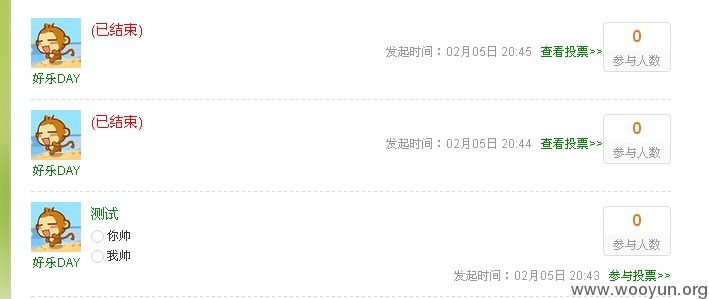 (已结束)
0
发起时间：02月05日 20:45 查看投票>>
参与人数
好乐DAY
(已结束)
0
发起时间：02月05日 20:44 查看投票>>
参与人数
好乐DAY
测试
0
你帅
参与人数
我帅
好乐DAY
发起时间：02月05日 20:43 参与投票>>
www.wooyun.org